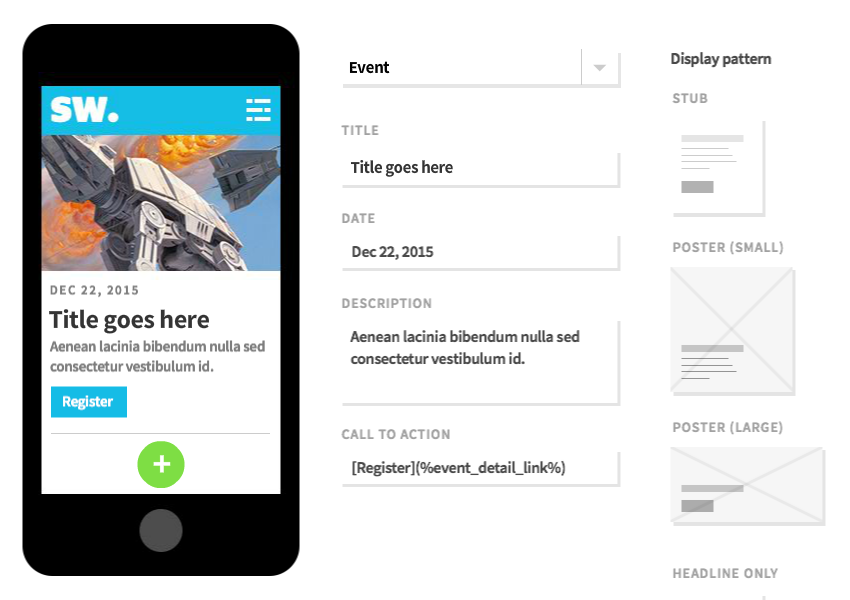 SW.
DEC 22, 2015
Title goes here
Aenean lacinia bibendum nulla sed
consectetur vestibulum id.
Register
Event
TITLE
Title goes here
DATE
Dec 22, 2015
DESCRIPTION
Aenean lacinia bibendum nulla sed
consectetur vestibulum id.
CALL TO ACTION
[Register](%event_detail_link%)
Display pattern
STUB
POSTER (SMALL)
POSTER (LARGE)
HEADLINE ONLY